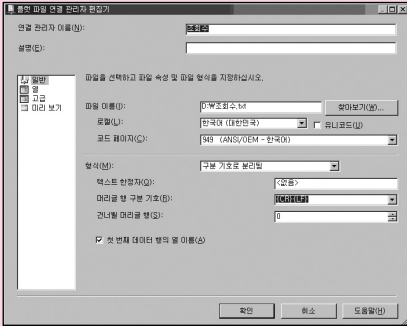 플랫 파일 연결 관리자 편집기
연결 관리자 이름(N): 조회수
설명(E):
일반
열
고급
미리 보기
파일을 선택하고 파일 속성 및 파일 형식을 지정하십시오.
파일 이름(I): D:₩조회수.txt 찾아보기(W)...
로캘(L): 한국어 (대한민국) 유니코드(U)
코드 페이지(C): 949 (ANSI/OEM - 한국어)
형식(M): 구분 기호로 분리됨
텍스트 한정자(Q): <없음>
머리글 행 구분 기호(R): {CR}{LF}
건너뛸 머리글 행(S): 0
첫 번째 데이터 행의 열 이름(A)
확인 취소 도움말(H)